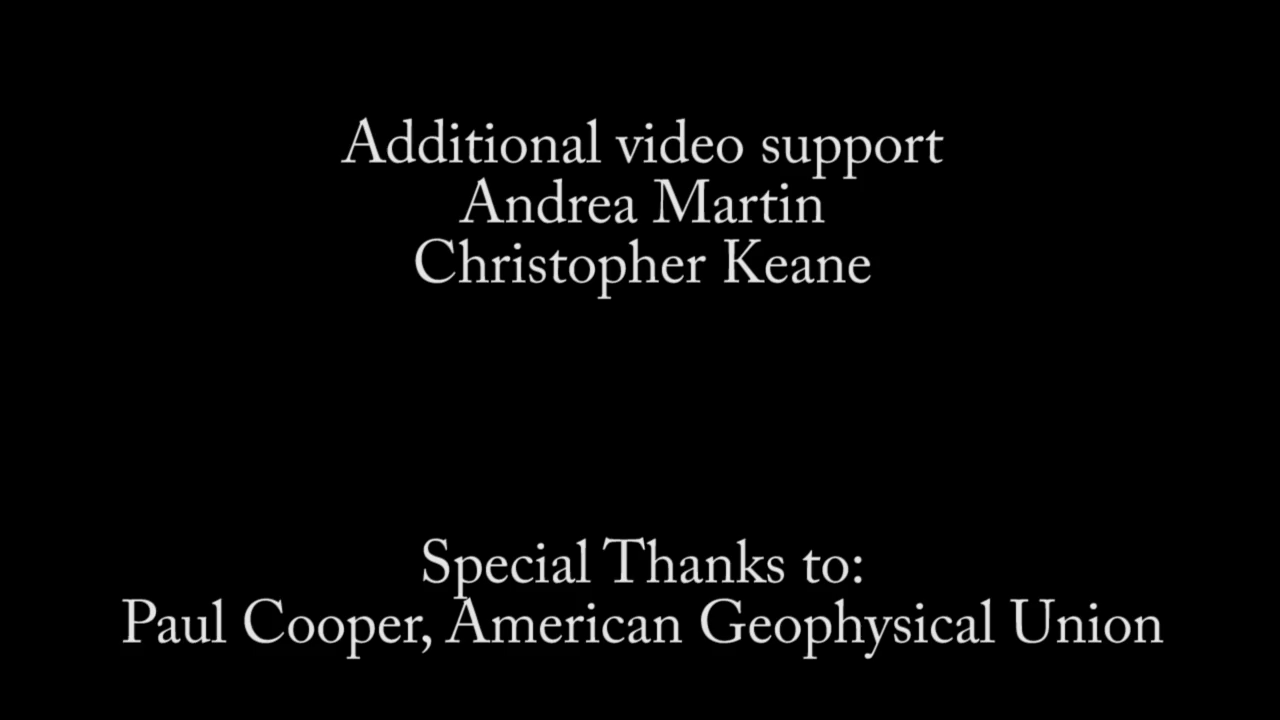 Additional video support
Andrea Martin
Christopher Keane
Special Thanks to:
Paul Cooper, American Geophysical Union